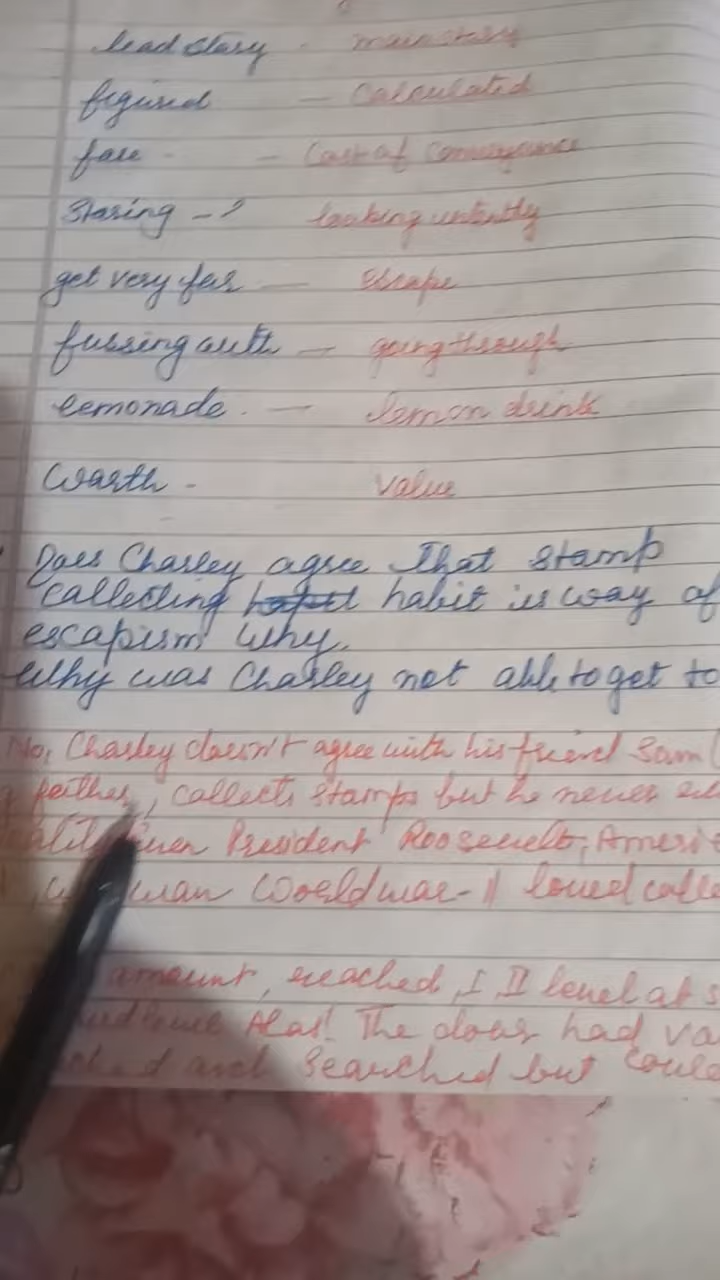 lead story - main story
figured - Calculated
fare - - Cost of Conveyance
Staring - ? looking intently
get very far - escape
fussing with - going through
lemonade. - lemon drink
Worth - value
Does Charley agree that stamp
collecting habit is way of
escapism why.
Why was Charley not able to get to
No, Charley doesn't agree with his friend Sam
father, collects stamps but he never
Even President Roosevelt, Ameri
World war-II loved colle
amount, reached, I II level at
Alas! The door had va
and searched but could